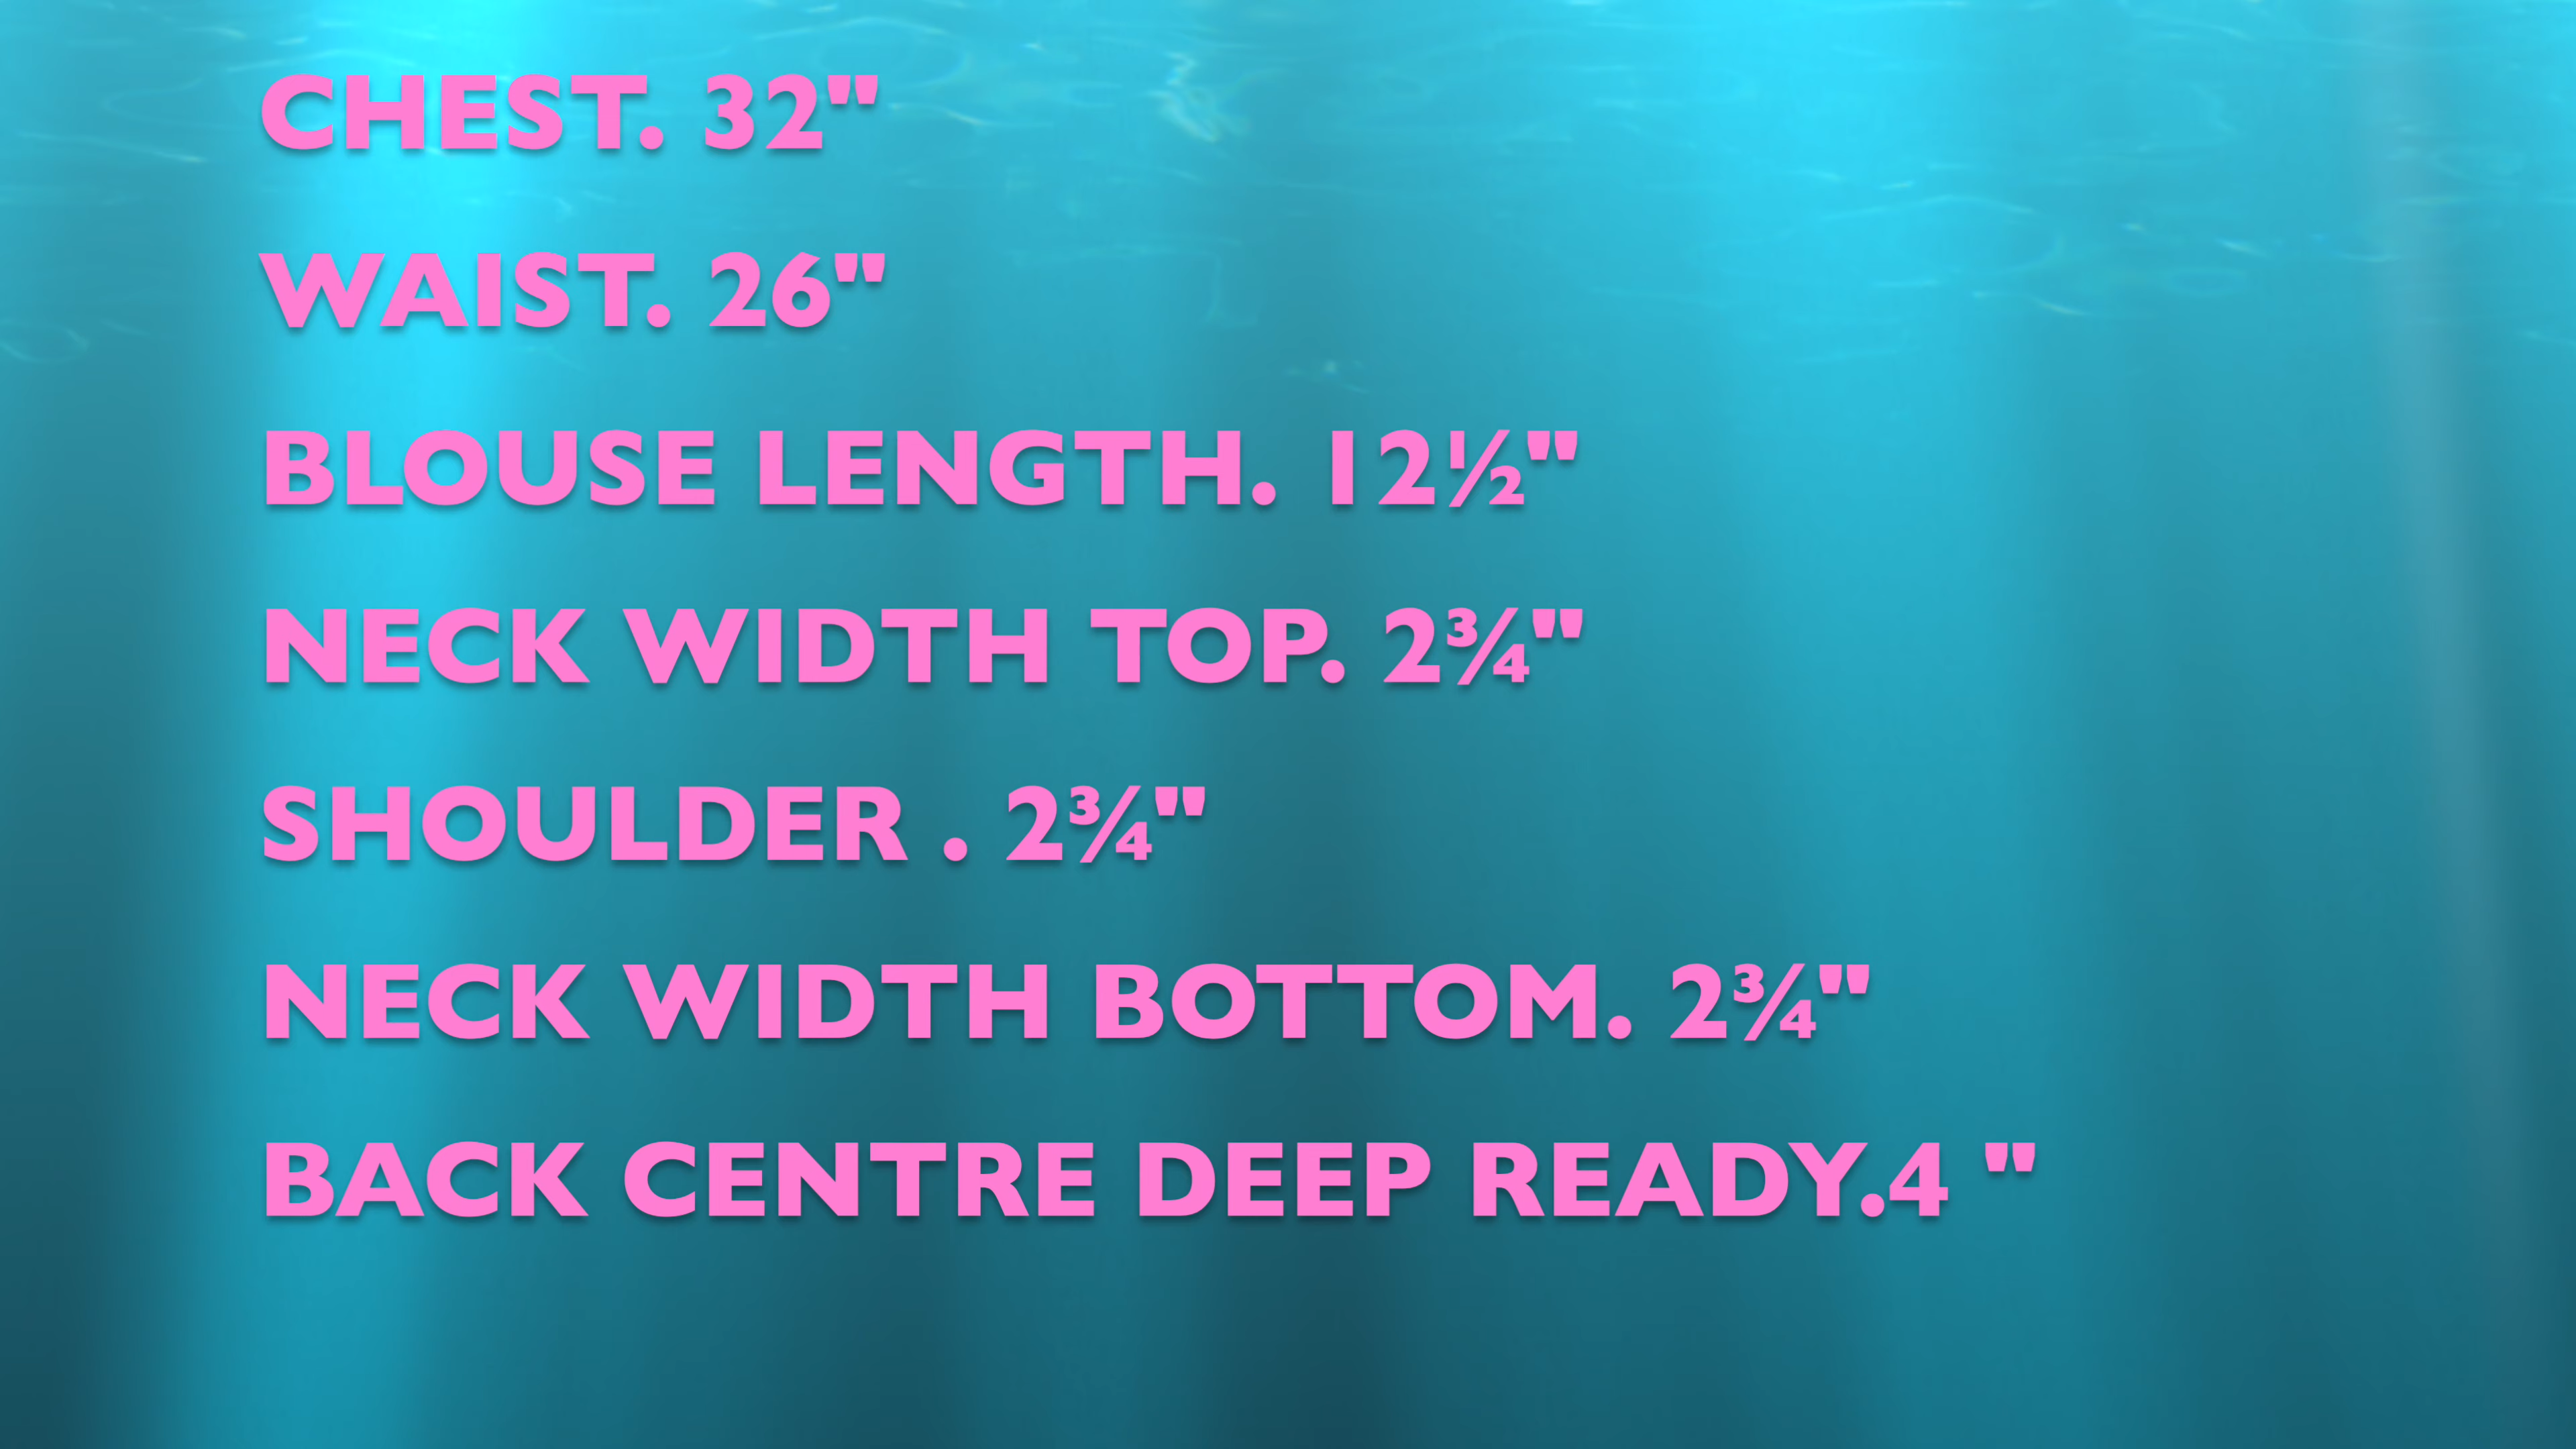 CHEST. 32"
WAIST. 26"
BLOUSE LENGTH. 12½"
NECK WIDTH TOP. 2¾"
SHOULDER . 2¾"
NECK WIDTH BOTTOM. 2¾"
BACK CENTRE DEEP READY.4 "